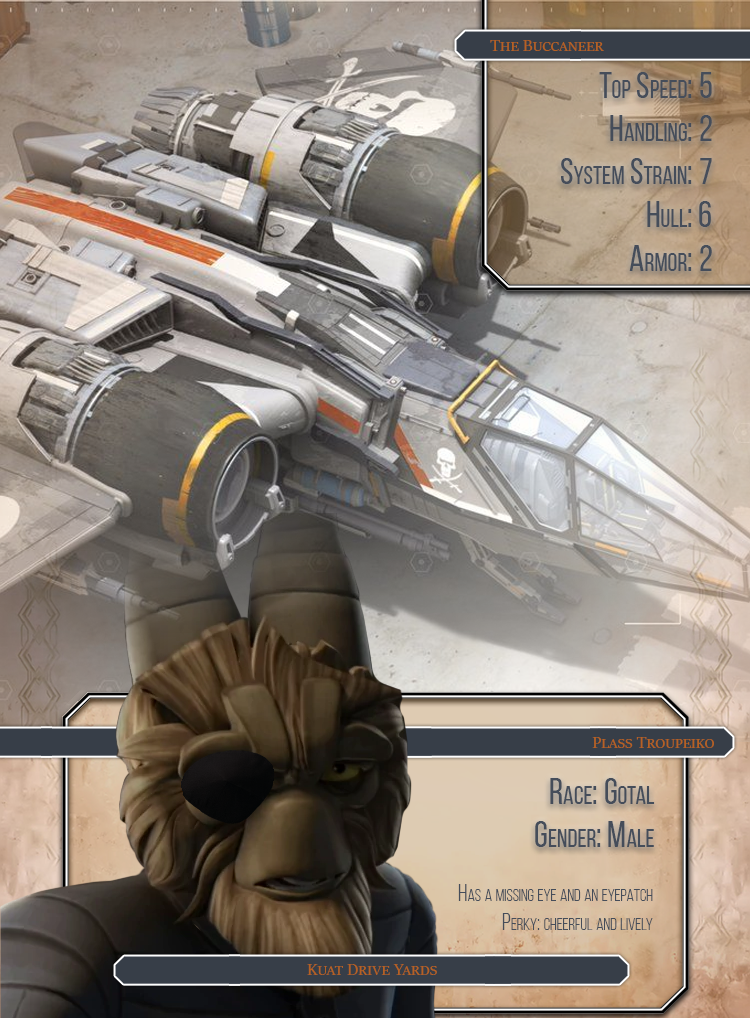 The Buccaneer
Top Speed: 5
Handling: 2
System Strain: 7
Hull: 6
Armor: 2
Plass Troupeiko
Race: Gotal
Gender: Male
Has a missing eye and an eyepatch
Perky: cheerful and lively
Kuat Drive Yards